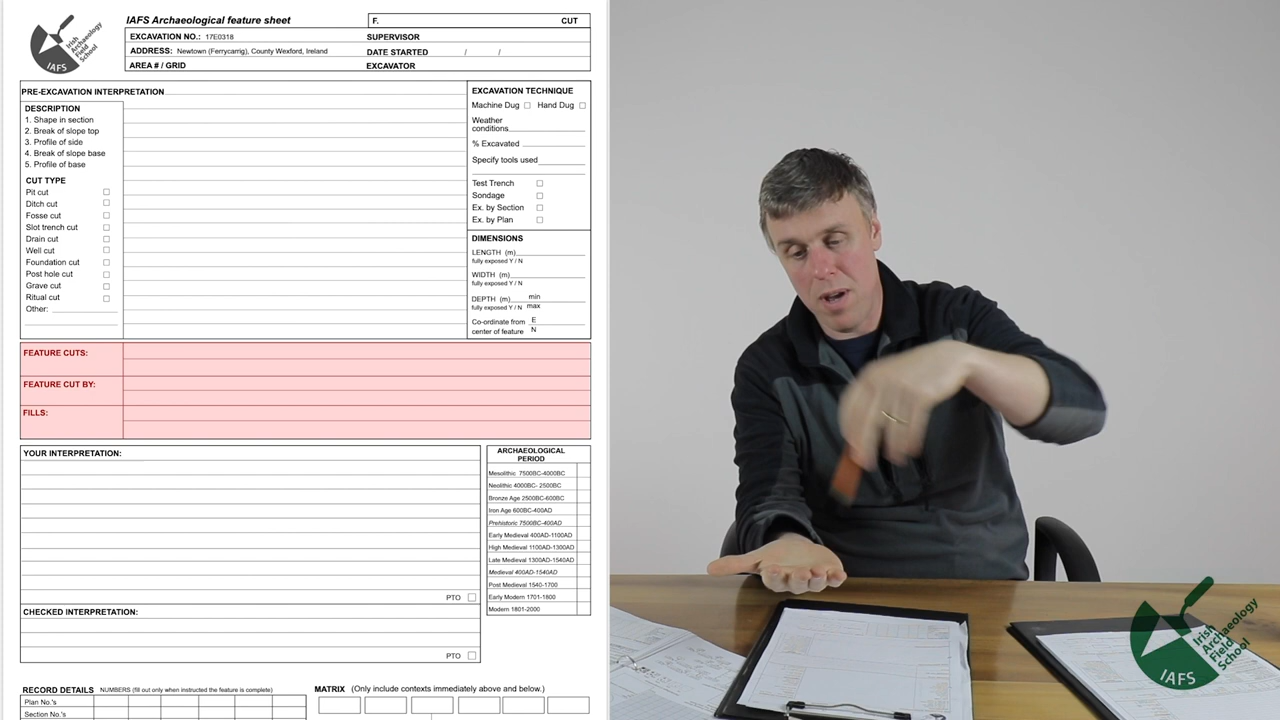 IAFS Archaeological feature sheet
F. CUT
EXCAVATION NO.: 17E0318 SUPERVISOR
ADDRESS: Newtown (Ferrycarrig), County Wexford, Ireland DATE STARTED / /
AREA # / GRID EXCAVATOR
Irish Archaeology Field School
IAFS
PRE-EXCAVATION INTERPRETATION
DESCRIPTION
1. Shape in section
2. Break of slope top
3. Profile of side
4. Break of slope base
5. Profile of base
CUT TYPE
Pit cut
Ditch cut
Fosse cut
Slot trench cut
Drain cut
Well cut
Foundation cut
Post hole cut
Grave cut
Ritual cut
Other:
EXCAVATION TECHNIQUE
Machine Dug Hand Dug
Weather
conditions
% Excavated
Specify tools used
Test Trench
Sondage
Ex. by Section
Ex. by Plan
DIMENSIONS
LENGTH (m)
fully exposed Y / N
WIDTH (m)
fully exposed Y / N
DEPTH (m) min
fully exposed Y / N max
Co-ordinate from E
center of feature N
FEATURE CUTS:
FEATURE CUT BY:
FILLS:
YOUR INTERPRETATION:
PTO
CHECKED INTERPRETATION:
PTO
ARCHAEOLOGICAL
PERIOD
Mesolithic 7500BC-4000BC
Neolithic 4000BC- 2500BC
Bronze Age 2500BC-600BC
Iron Age 600BC-400AD
Prehistoric 7500BC-400AD
Early Medieval 400AD-1100AD
High Medieval 1100AD-1300AD
Late Medieval 1300AD-1540AD
Medieval 400AD-1540AD
Post Medieval 1540-1700
Early Modern 1701-1800
Modern 1801-2000
RECORD DETAILS NUMBERS (fill out only when instructed the feature is complete)
Plan No.'s
Section No.'s
MATRIX (Only include contexts immediately above and below.)
Irish Archaeology Field School
IAFS